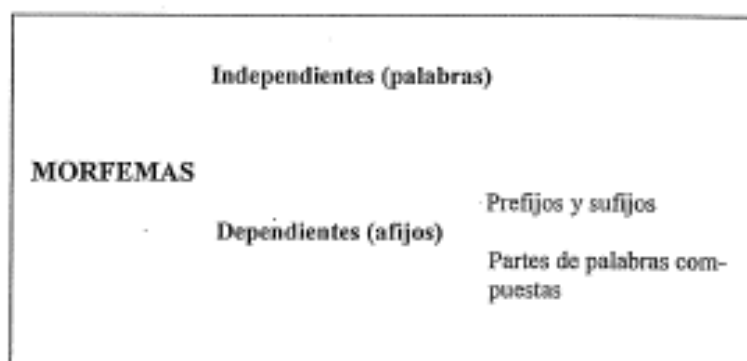 Independientes (palabras)
MORFEMAS
Prefijos y sufijos
Dependientes (afijos)
Partes de palabras com-
puestas